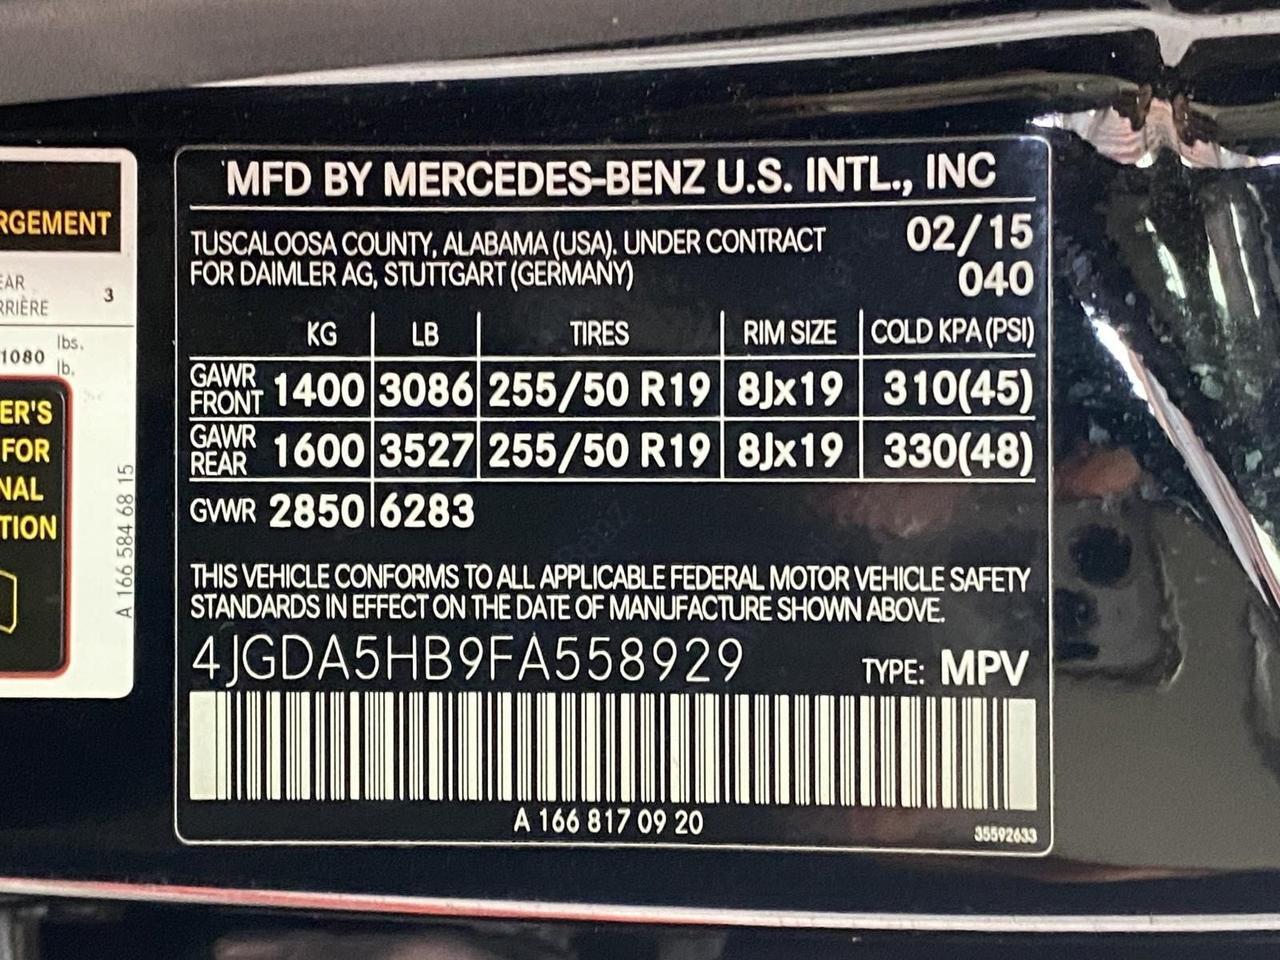 RGEMENT
EAR
RRIÈRE 3
1080 lbs.
lb.
ER'S
FOR
NAL
TION
A 166 584 68 15
MFD BY MERCEDES-BENZ U.S. INTL., INC
TUSCALOOSA COUNTY, ALABAMA (USA). UNDER CONTRACT 02/15
FOR DAIMLER AG, STUTTGART (GERMANY) 040
KG LB TIRES RIM SIZE COLD KPA (PSI)
GAWR FRONT 1400 3086 255/50 R19 8Jx19 310(45)
GAWR REAR 1600 3527 255/50 R19 8Jx19 330(48)
GVWR 2850 6283
THIS VEHICLE CONFORMS TO ALL APPLICABLE FEDERAL MOTOR VEHICLE SAFETY
STANDARDS IN EFFECT ON THE DATE OF MANUFACTURE SHOWN ABOVE.
4JGDA5HB9FA558929 TYPE: MPV
A 166 817 09 20
35592633